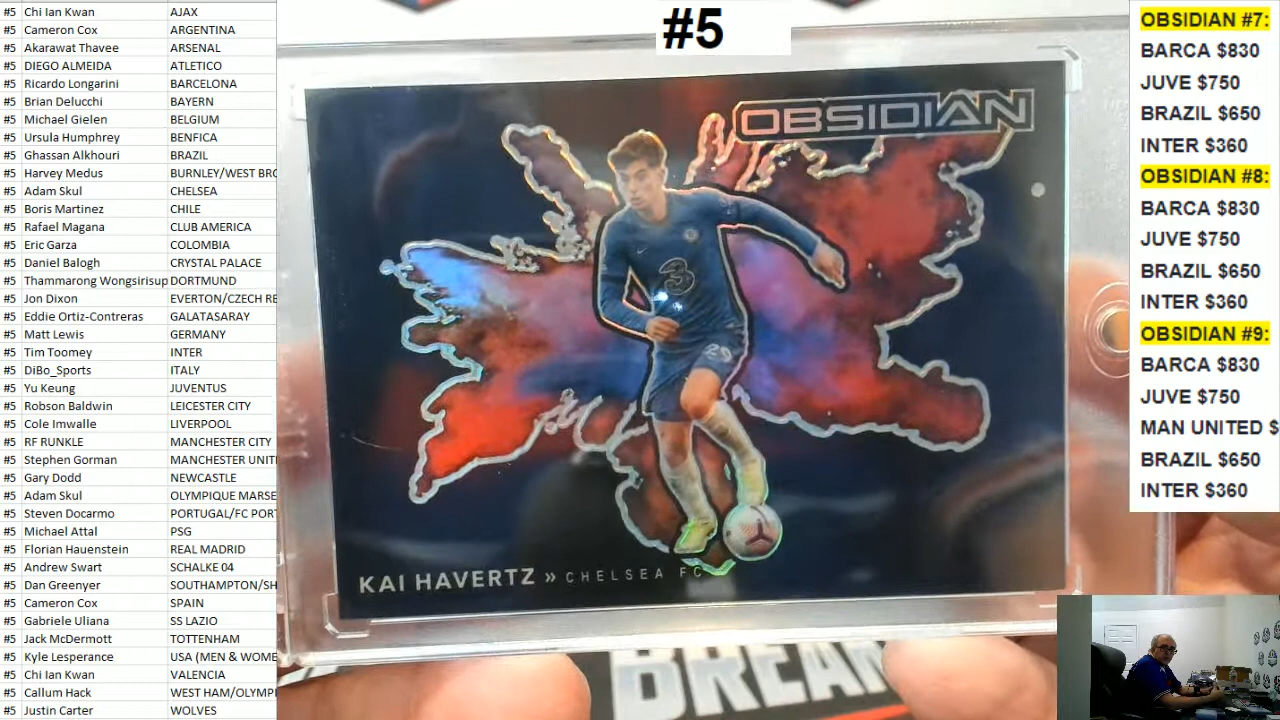 #5 Chi Ian Kwan AJAX
#5 Cameron Cox ARGENTINA
#5 Akarawat Thavee ARSENAL
#5 DIEGO ALMEIDA ATLETICO
#5 Ricardo Longarini BARCELONA
#5 Brian Delucchi BAYERN
#5 Michael Gielen BELGIUM
#5 Ursula Humphrey BENFICA
#5 Ghassan Alkhouri BRAZIL
#5 Harvey Medus BURNLEY/WEST BRO
#5 Adam Skul CHELSEA
#5 Boris Martinez CHILE
#5 Rafael Magana CLUB AMERICA
#5 Eric Garza COLOMBIA
#5 Daniel Balogh CRYSTAL PALACE
#5 Thammarong Wongsirisup DORTMUND
#5 Jon Dixon EVERTON/CZECH RE
#5 Eddie Ortiz-Contreras GALATASARAY
#5 Matt Lewis GERMANY
#5 Tim Toomey INTER
#5 DiBo_Sports ITALY
#5 Yu Keung JUVENTUS
#5 Robson Baldwin LEICESTER CITY
#5 Cole Imwalle LIVERPOOL
#5 RF RUNKLE MANCHESTER CITY
#5 Stephen Gorman MANCHESTER UNIT
#5 Gary Dodd NEWCASTLE
#5 Adam Skul OLYMPIQUE MARSE
#5 Steven Docarmo PORTUGAL/FC POR
#5 Michael Attal PSG
#5 Florian Hauenstein REAL MADRID
#5 Andrew Swart SCHALKE 04
#5 Dan Greenyer SOUTHAMPTON/SH
#5 Cameron Cox SPAIN
#5 Gabriele Uliana SS LAZIO
#5 Jack McDermott TOTTENHAM
#5 Kyle Lesperance USA (MEN & WOME
#5 Chi Ian Kwan VALENCIA
#5 Callum Hack WEST HAM/OLYMPI
#5 Justin Carter WOLVES
#5
OBSIDIAN
3
29
KAI HAVERTZ » CHELSEA FC
BREAK
OBSIDIAN #7:
BARCA $830
JUVE $750
BRAZIL $650
INTER $360
OBSIDIAN #8:
BARCA $830
JUVE $750
BRAZIL $650
INTER $360
OBSIDIAN #9:
BARCA $830
JUVE $750
MAN UNITED $
BRAZIL $650
INTER $360